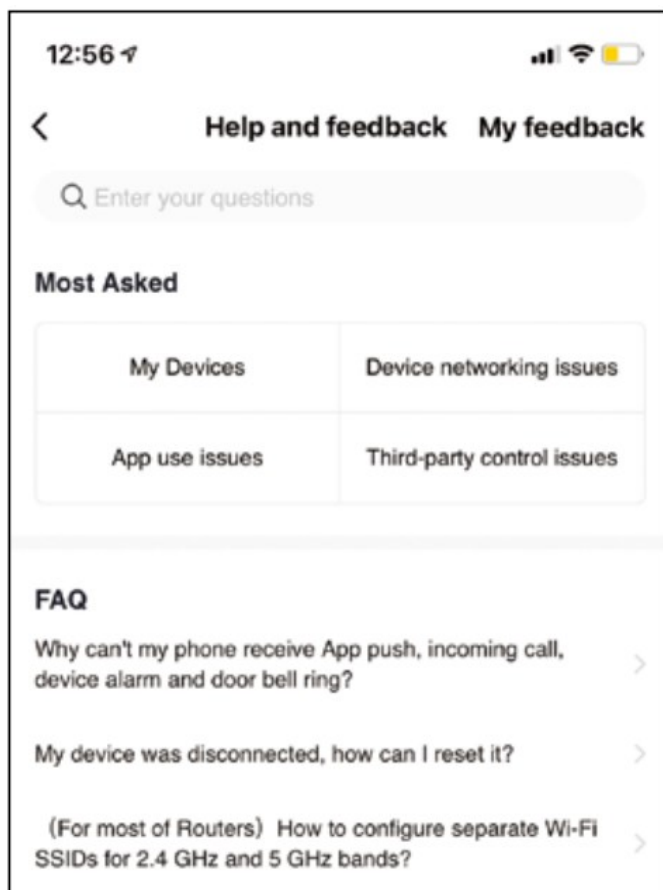 12:56
Help and feedback My feedback
Enter your questions
Most Asked
My Devices Device networking issues
App use issues Third-party control issues
FAQ
Why can't my phone receive App push, incoming call,
device alarm and door bell ring?
My device was disconnected, how can I reset it?
（For most of Routers）How to configure separate Wi-Fi
SSIDs for 2.4 GHz and 5 GHz bands?